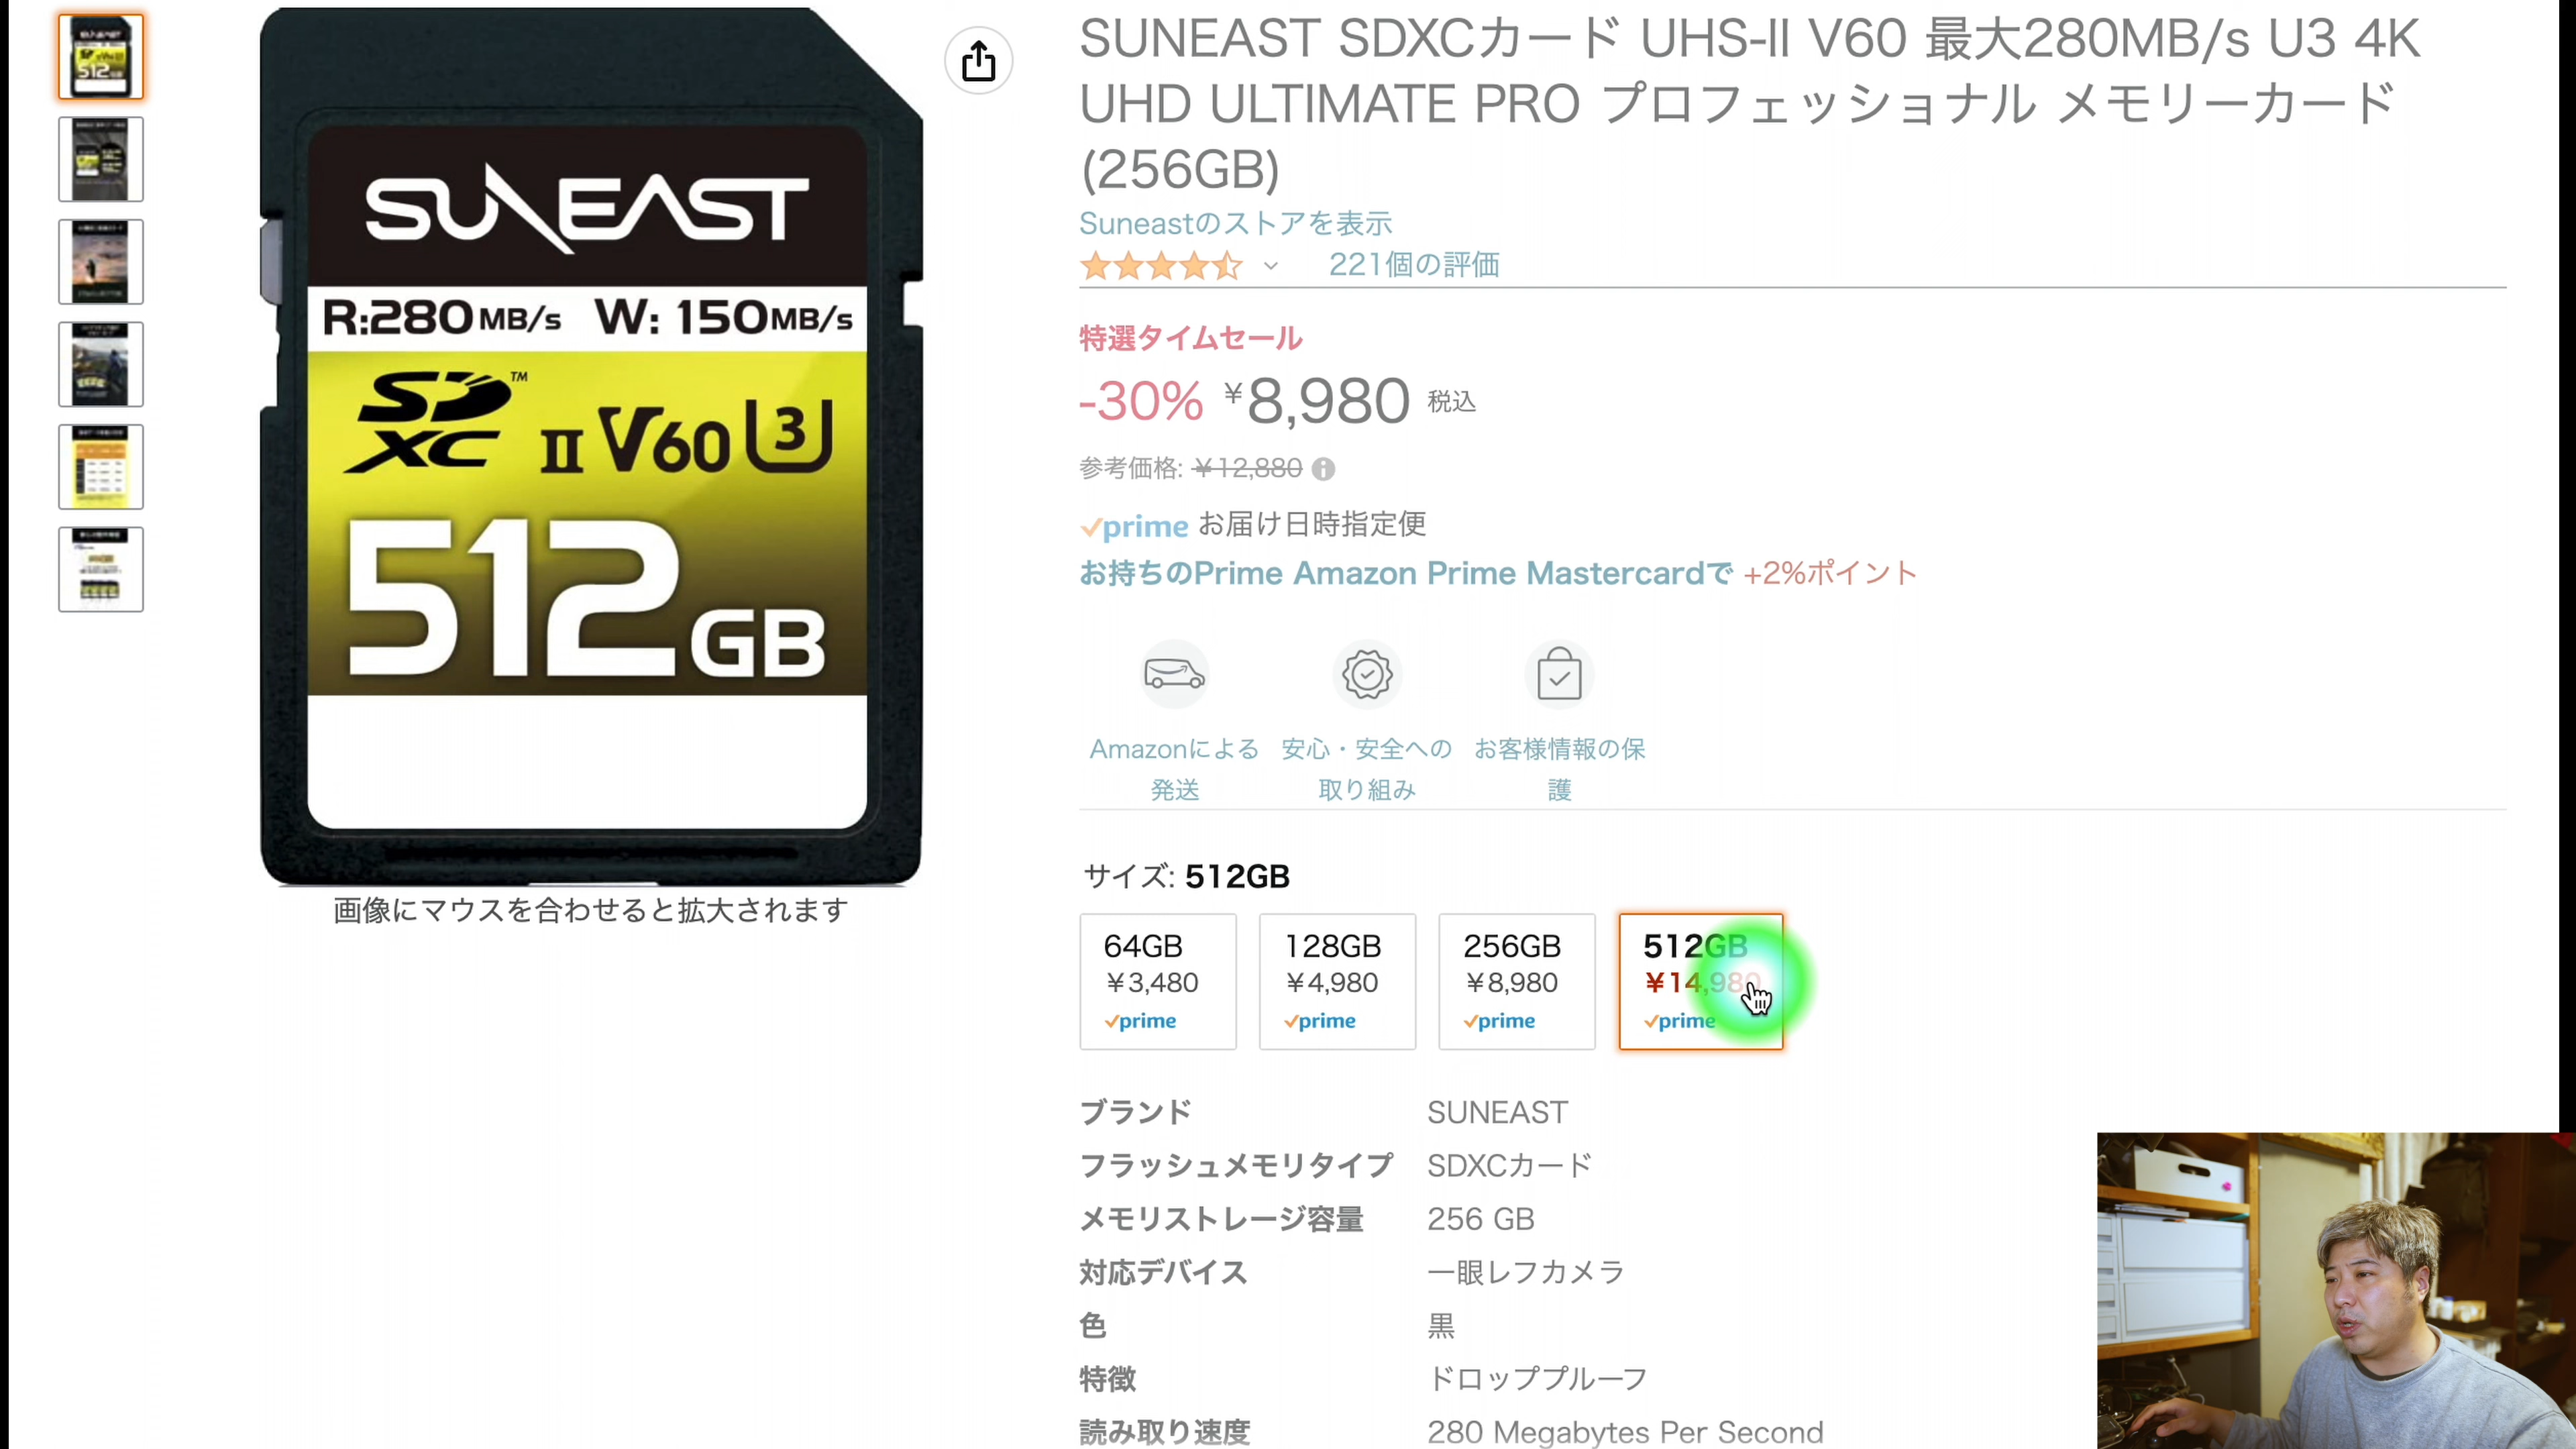 SUNEAST
R:280MB/s W: 150MB/s
SD XC™ II V60 U3
512GB
画像にマウスを合わせると拡大されます
SUNEAST SDXCカード UHS-II V60 最大280MB/s U3 4K
UHD ULTIMATE PRO プロフェッショナル メモリーカード
(256GB)
Suneastのストアを表示
221個の評価
特選タイムセール
-30% ¥8,980 税込
参考価格: ¥12,880
prime お届け日時指定便
お持ちのPrime Amazon Prime Mastercardで +2%ポイント
Amazonによる
発送
安心・安全への
取り組み
お客様情報の保
護
サイズ: 512GB
64GB
¥3,480
prime
128GB
¥4,980
prime
256GB
¥8,980
prime
512GB
¥14,980
prime
ブランド SUNEAST
フラッシュメモリタイプ SDXCカード
メモリストレージ容量 256 GB
対応デバイス 一眼レフカメラ
色 黒
特徴 ドロッププルーフ
読み取り速度 280 Megabytes Per Second